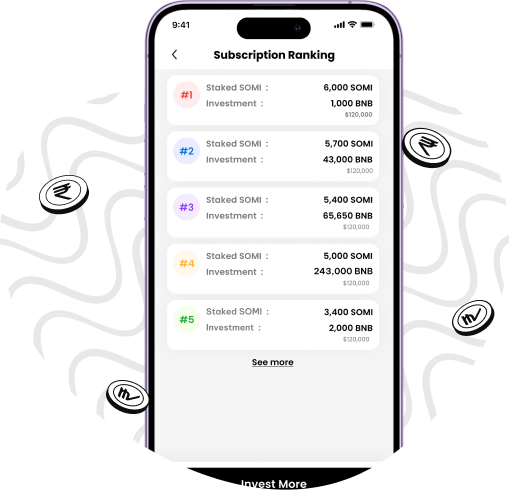 9:41
Subscription Ranking
#1
Staked SOMI : 6,000 SOMI
Investment : 1,000 BNB
$120,000
#2
Staked SOMI : 5,700 SOMI
Investment : 43,000 BNB
$120,000
#3
Staked SOMI : 5,400 SOMI
Investment : 65,650 BNB
$120,000
#4
Staked SOMI : 5,000 SOMI
Investment : 243,000 BNB
$120,000
#5
Staked SOMI : 3,400 SOMI
Investment : 2,000 BNB
$120,000
See more
Invest More